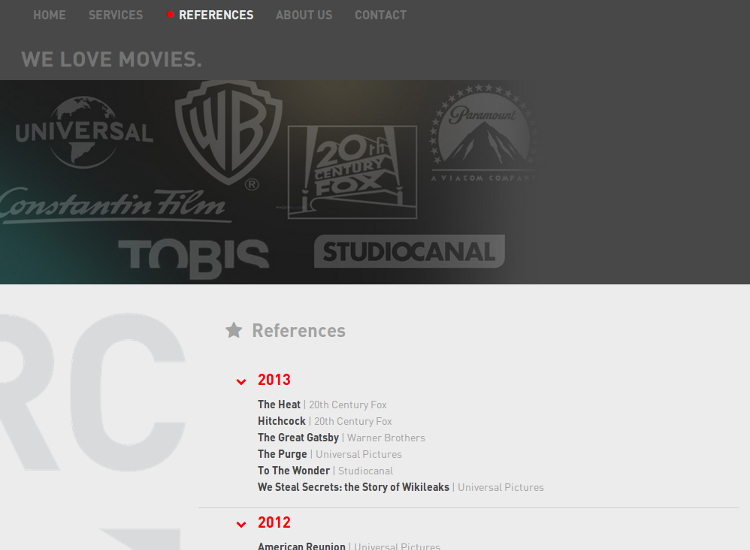 HOME SERVICES REFERENCES ABOUT US CONTACT
WE LOVE MOVIES.
UNIVERSAL
WB
®
20th
CENTURY
FOX
Paramount
A VIACOM COMPANY
Constantin Film
TOBIS
STUDIOCANAL
RC
References
2013
The Heat | 20th Century Fox
Hitchcock | 20th Century Fox
The Great Gatsby | Warner Brothers
The Purge | Universal Pictures
To The Wonder | Studiocanal
We Steal Secrets: the Story of Wikileaks | Universal Pictures
2012
American Reunion | Universal Pictures